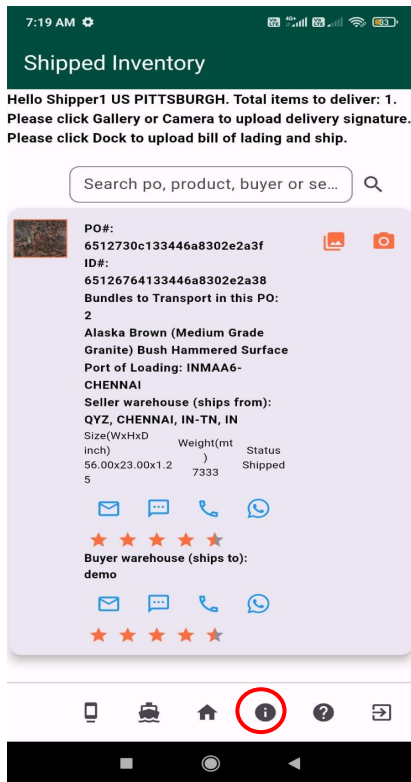 7:19 AM
83
Shipped Inventory
Hello Shipper1 US PITTSBURGH. Total items to deliver: 1.
Please click Gallery or Camera to upload delivery signature.
Please click Dock to upload bill of lading and ship.
Search po, product, buyer or se...
PO#:
6512730c133446a8302e2a3f
ID#:
65126764133446a8302e2a38
Bundles to Transport in this PO:
2
Alaska Brown (Medium Grade
Granite) Bush Hammered Surface
Port of Loading: INMAA6-
CHENNAI
Seller warehouse (ships from):
QYZ, CHENNAI, IN-TN, IN
Size(WxHxD
inch)
56.00x23.00x1.2
5
Weight(mt
)
7333
Status
Shipped
Buyer warehouse (ships to):
demo